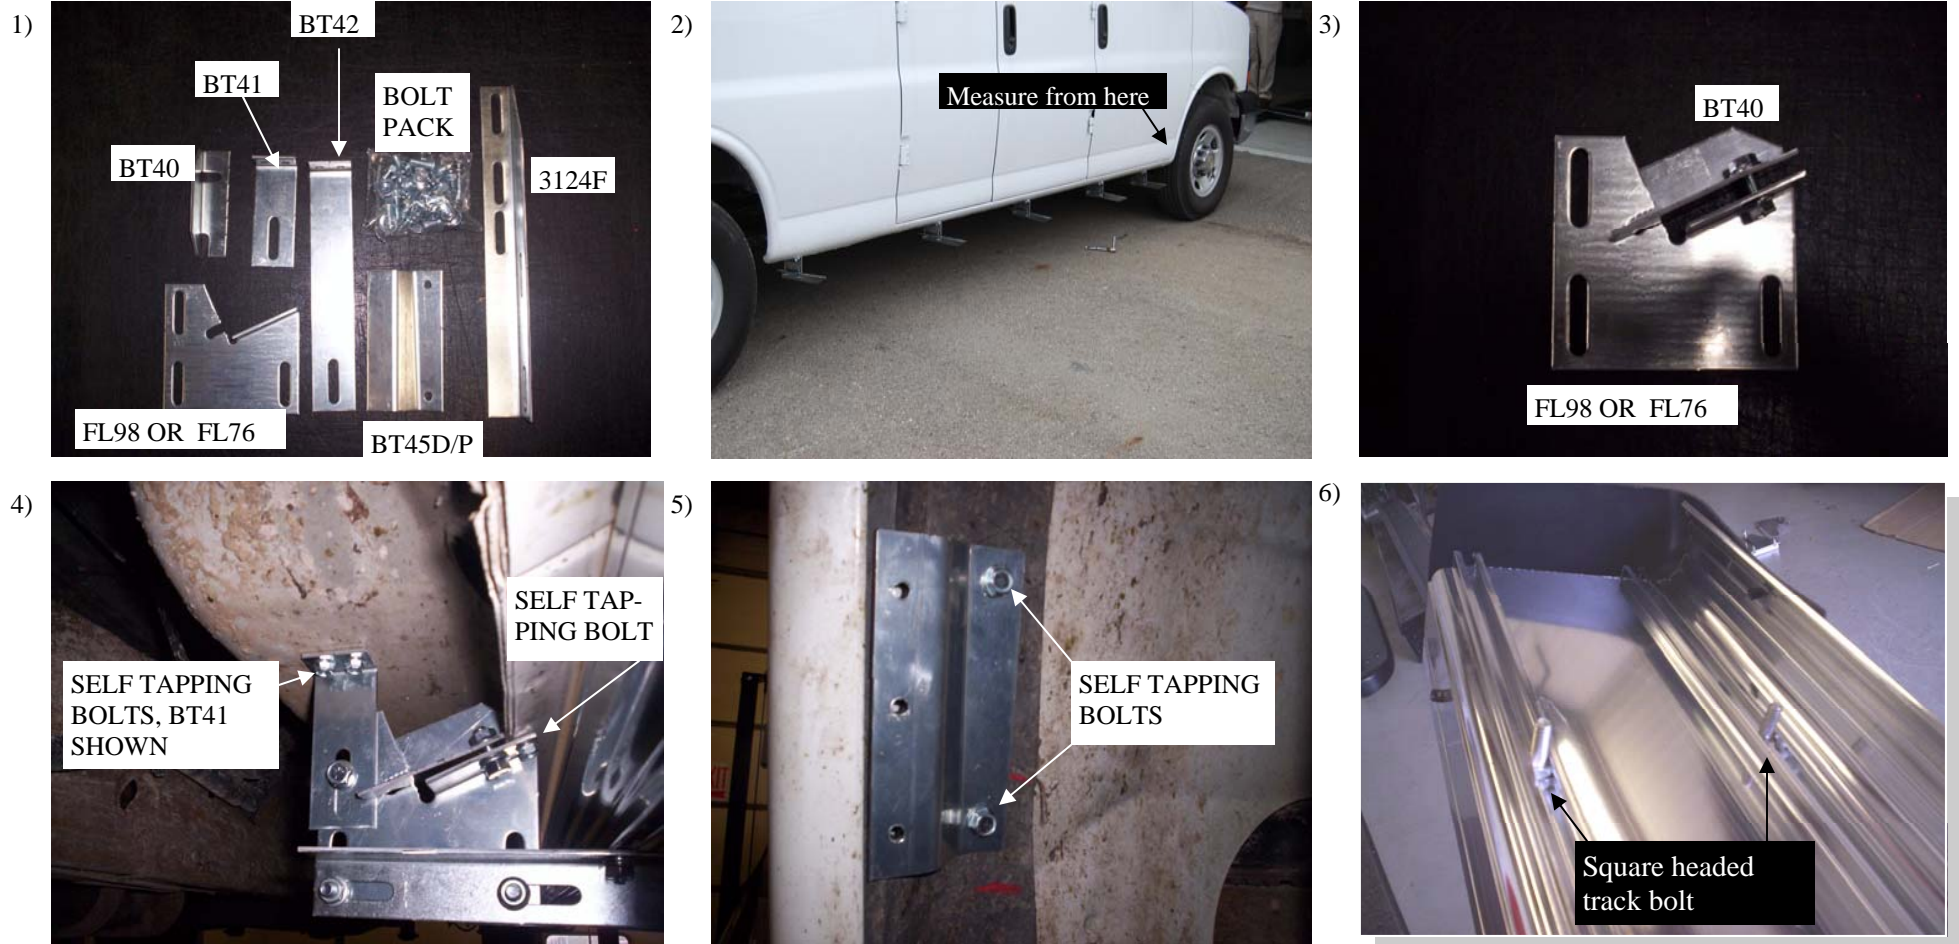 1)
BT42
BT41
BOLT
PACK
BT40
3124F
FL98 OR FL76
BT45D/P
2)
Measure from here
3)
BT40
FL98 OR FL76
4)
SELF TAP-
PING BOLT
SELF TAPPING
BOLTS, BT41
SHOWN
5)
SELF TAPPING
BOLTS
6)
Square headed
track bolt